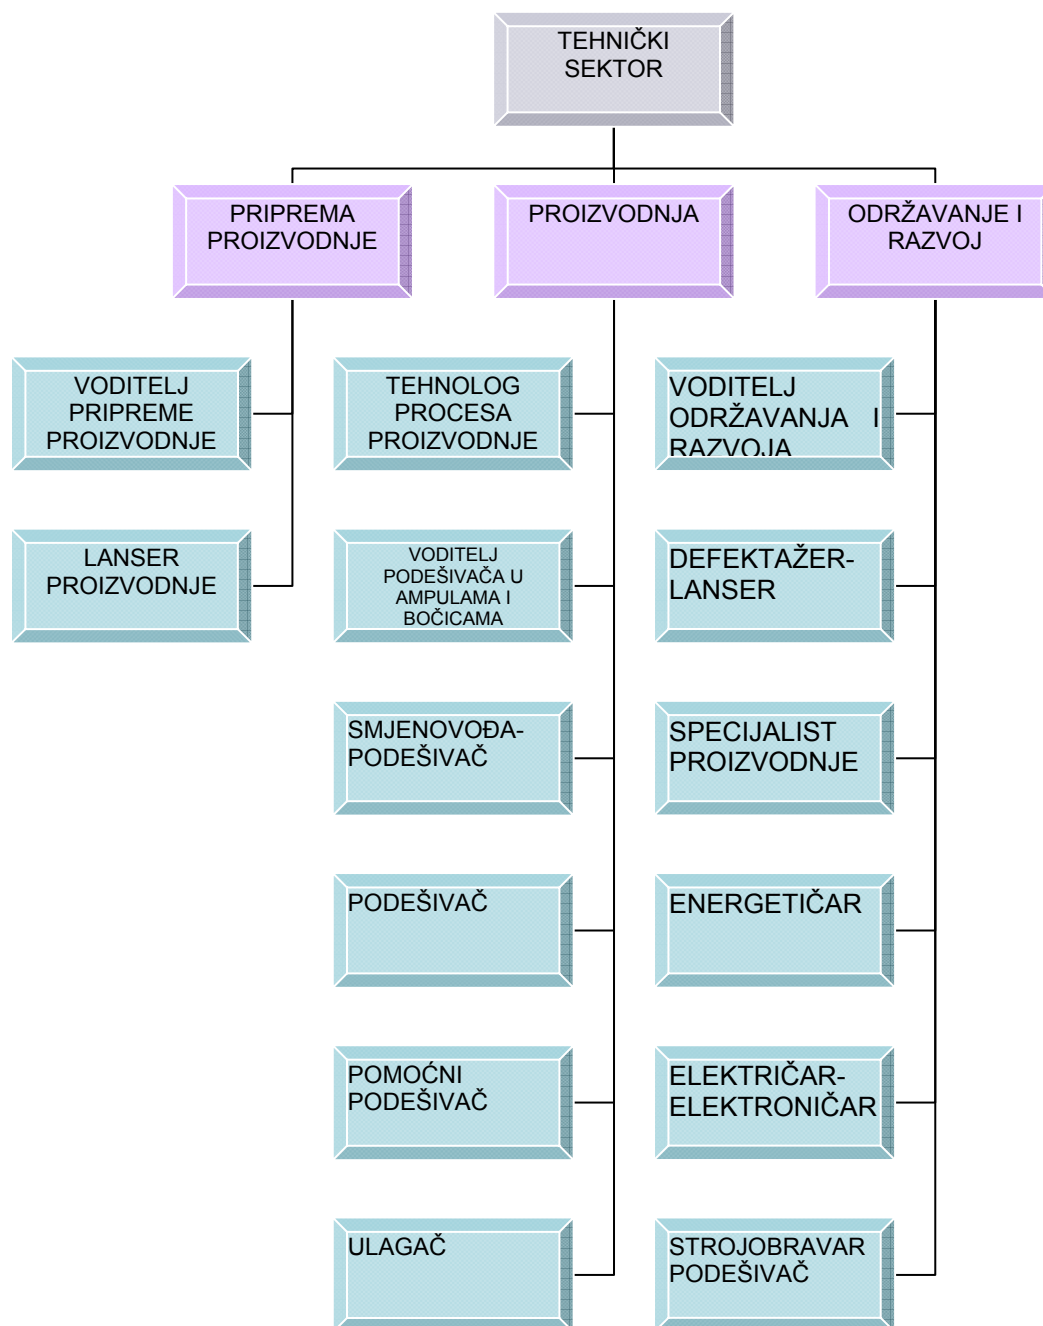 TEHNIČKI
SEKTOR
PRIPREMA
PROIZVODNJE
PROIZVODNJA
ODRŽAVANJE I
RAZVOJ
VODITELJ
PRIPREME
PROIZVODNJE
TEHNOLOG
PROCESA
PROIZVODNJE
VODITELJ
ODRŽAVANJA I
RAZVOJA
LANSER
PROIZVODNJE
VODITELJ
PODEŠIVAČA U
AMPULAMA I
BOČICAMA
DEFEKTAŽER-
LANSER
SMJENOVOĐA-
PODEŠIVAČ
SPECIJALIST
PROIZVODNJE
PODEŠIVAČ
ENERGETIČAR
POMOĆNI
PODEŠIVAČ
ELEKTRIČAR-
ELEKTRONIČAR
ULAGAČ
STROJOBRAVAR
PODEŠIVAČ